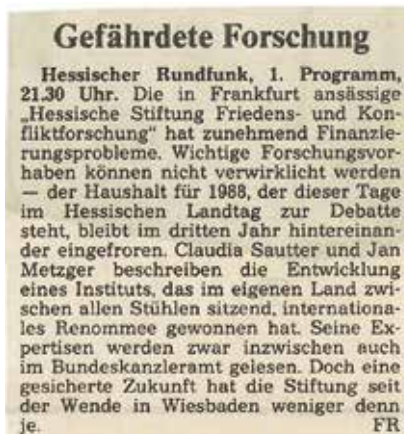 Gefährdete Forschung
Hessischer Rundfunk, 1. Programm,
21.30 Uhr. Die in Frankfurt ansässige
„Hessische Stiftung Friedens- und Kon-
fliktforschung“ hat zunehmend Finanzie-
rungsprobleme. Wichtige Forschungsvor-
haben können nicht verwirklicht werden
— der Haushalt für 1988, der dieser Tage
im Hessischen Landtag zur Debatte
steht, bleibt im dritten Jahr hintereinan-
der eingefroren. Claudia Sautter und Jan
Metzger beschreiben die Entwicklung
eines Instituts, das im eigenen Land zwi-
schen allen Stühlen sitzend, internationa-
les Renommee gewonnen hat. Seine Ex-
pertisen werden zwar inzwischen auch
im Bundeskanzleramt gelesen. Doch eine
gesicherte Zukunft hat die Stiftung seit
der Wende in Wiesbaden weniger denn
je. FR